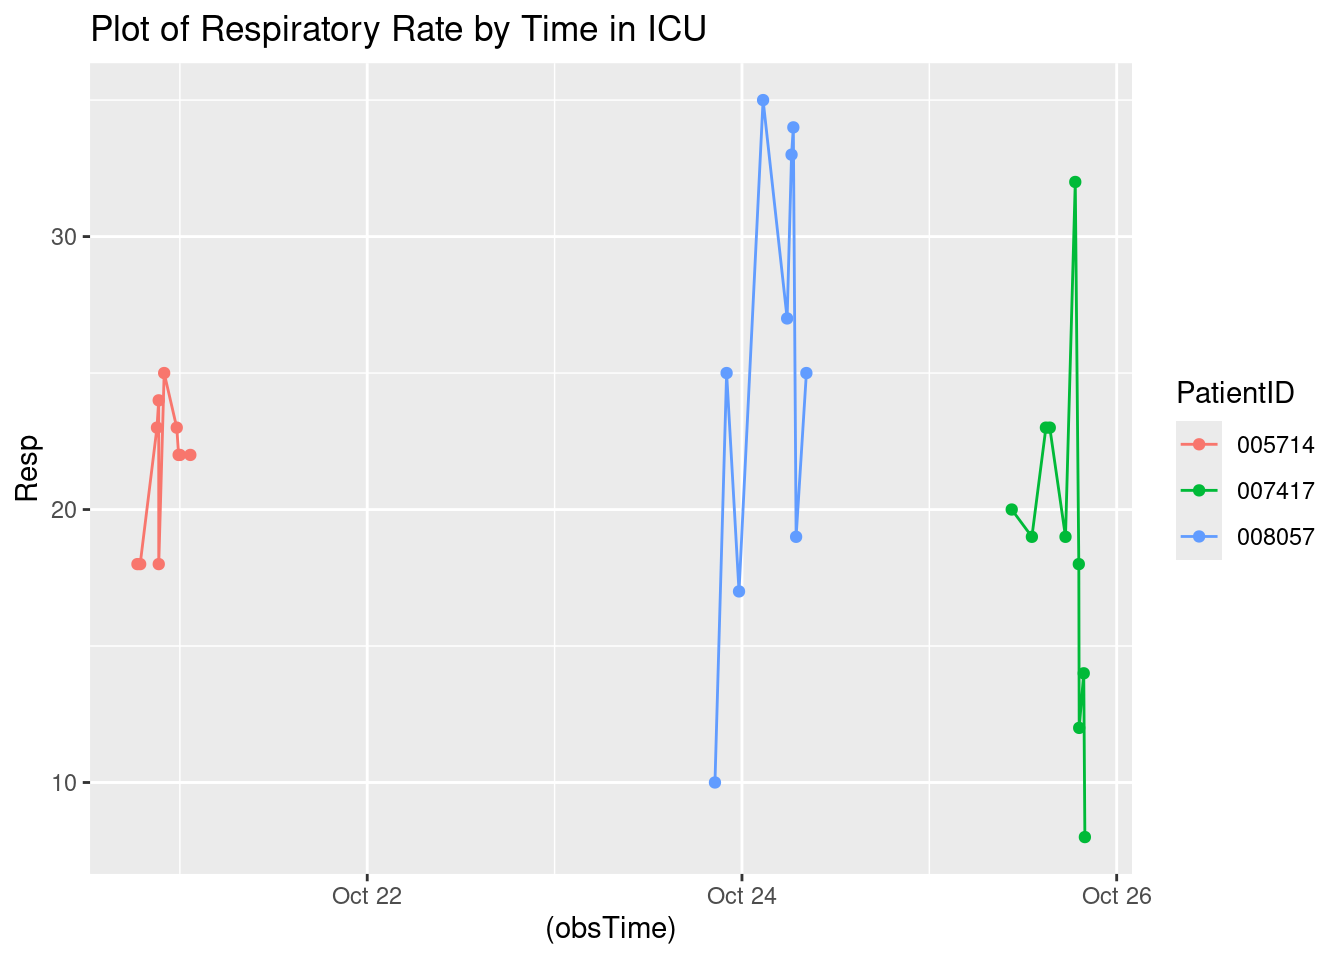 Plot of Respiratory Rate by Time in ICU
Resp
30
20
10
Oct 22
Oct 24
Oct 26
(obsTime)
PatientID
005714
007417
008057